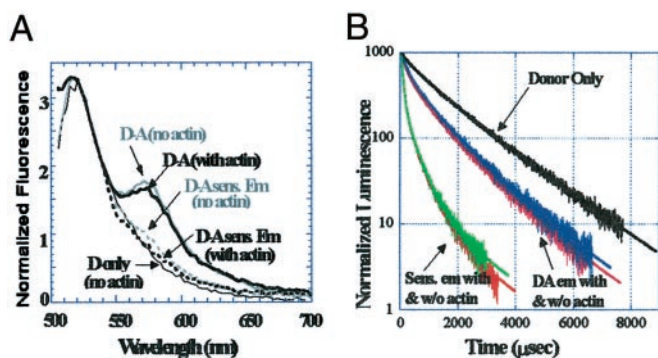 A
Normalized Fluorescence
3
2
1
0
500
550
600
650
700
Wavelength (nm)
D-A (no actin)
D-A (with actin)
D-A sens. Em
(no actin)
D-A sens. Em
(with actin)
D-only
(no actin)
B
Normalized Luminescence
1000
100
10
1
0
2000
4000
6000
8000
Time (µsec)
Donor Only
Sens. em with
& w/o actin
DA em with
& w/o actin